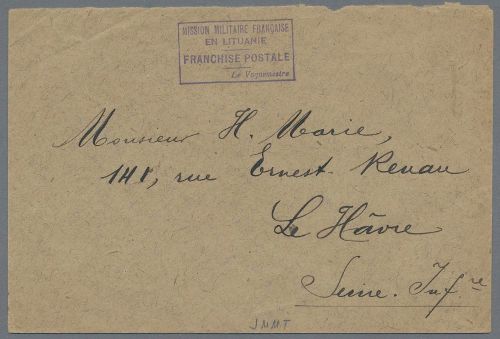 MISSION MILITAIRE FRANÇAISE
EN LITUANIE
FRANCHISE POSTALE
Le Vaguemestre
Monsieur H. Marie,
141, rue Ernest Renan
Le Hâvre
Seine. Infre
JMMT